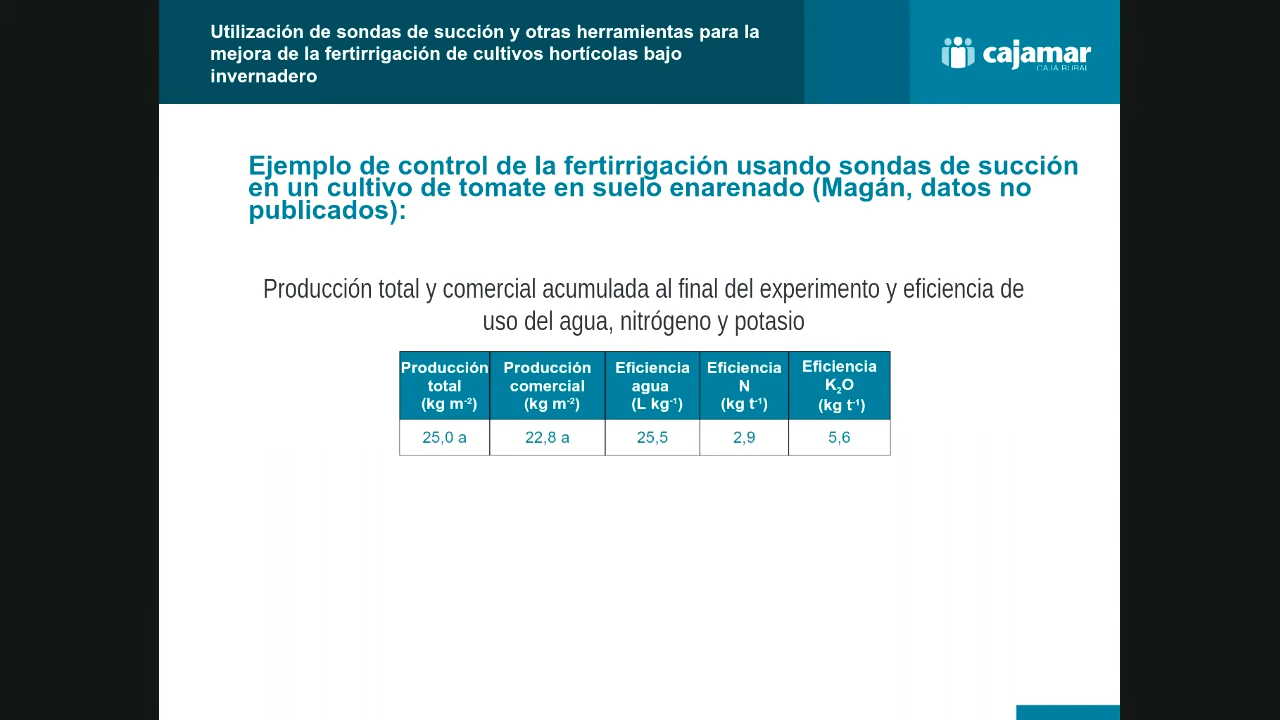 Utilización de sondas de succión y otras herramientas para la
mejora de la fertirrigación de cultivos hortícolas bajo
invernadero
cajamar
CAJA RURAL
Ejemplo de control de la fertirrigación usando sondas de succión
en un cultivo de tomate en suelo enarenado (Magán, datos no
publicados):
Producción total y comercial acumulada al final del experimento y eficiencia de
uso del agua, nitrógeno y potasio
Producción total (kg m⁻²) Producción comercial (kg m⁻²) Eficiencia agua (L kg⁻¹) Eficiencia N (kg t⁻¹) Eficiencia K₂O (kg t⁻¹)
25,0 a 22,8 a 25,5 2,9 5,6